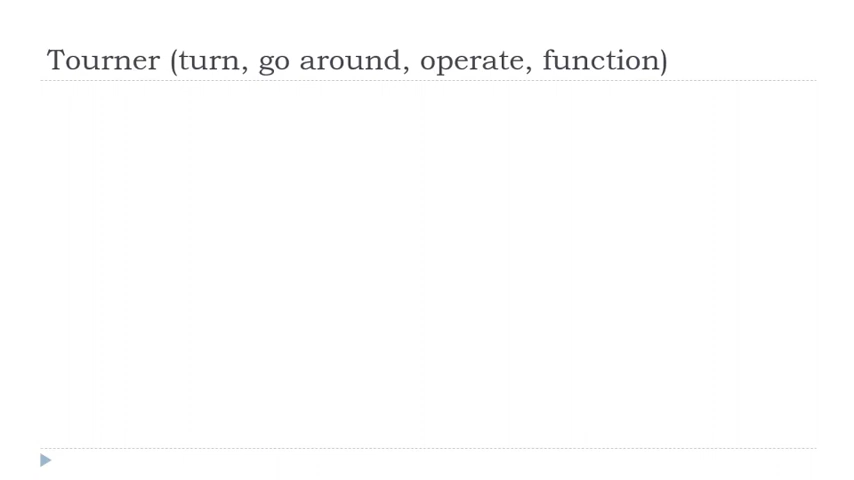 Tourner (turn, go around, operate, function)